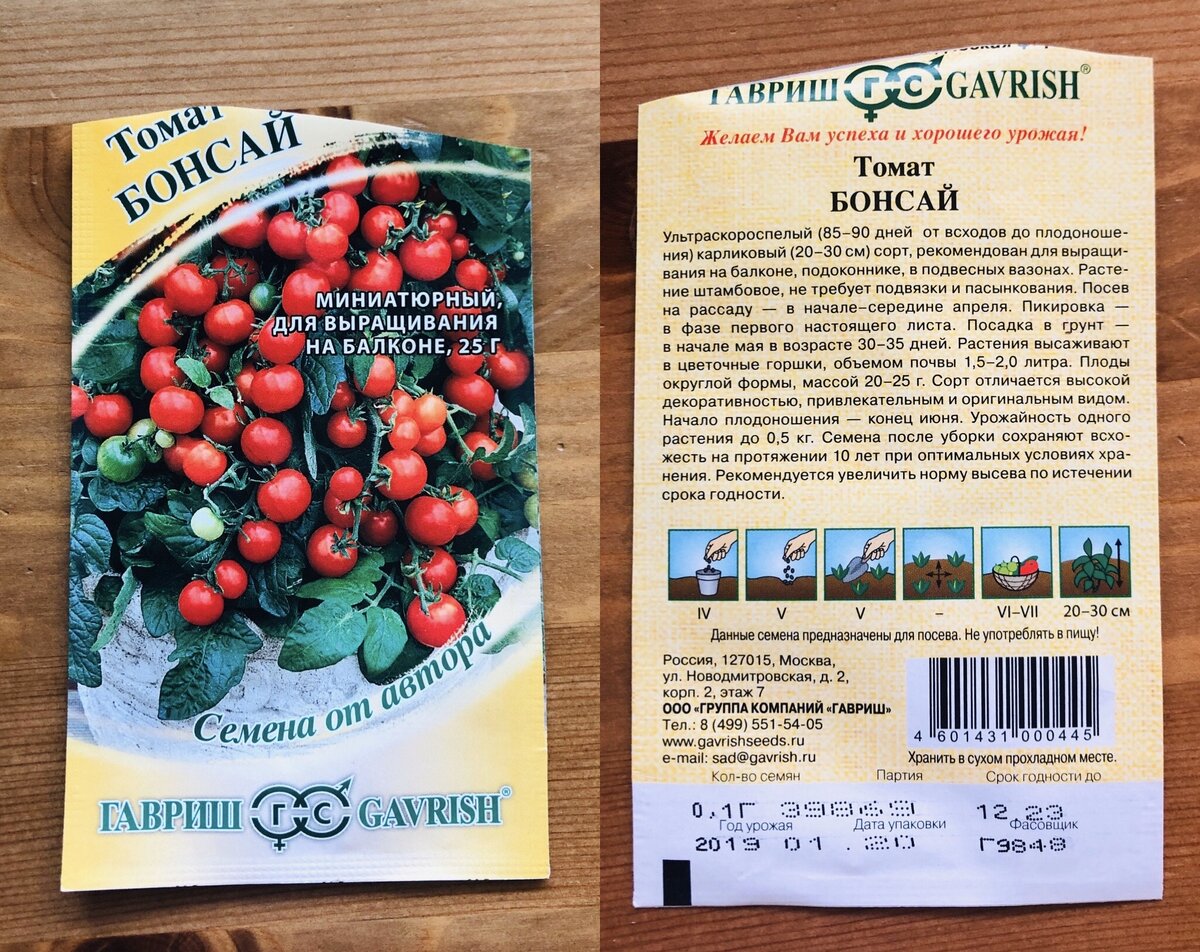 Томат
БОНСАЙ
МИНИАТЮРНЫЙ,
ДЛЯ ВЫРАЩИВАНИЯ
НА БАЛКОНЕ, 25 Г
Семена от автора
ГАВРИШ ГС GAVRISH®
ГАВРИШ ГС GAVRISH®
Желаем Вам успеха и хорошего урожая!
Томат
БОНСАЙ
Ультраскороспелый (85–90 дней от всходов до плодоноше-
ния) карликовый (20–30 см) сорт, рекомендован для выращи-
вания на балконе, подоконнике, в подвесных вазонах. Расте-
ние штамбовое, не требует подвязки и пасынкования. Посев
на рассаду — в начале–середине апреля. Пикировка —
в фазе первого настоящего листа. Посадка в грунт —
в начале мая в возрасте 30–35 дней. Растения высаживают
в цветочные горшки, объемом почвы 1,5–2,0 литра. Плоды
округлой формы, массой 20–25 г. Сорт отличается высокой
декоративностью, привлекательным и оригинальным видом.
Начало плодоношения — конец июня. Урожайность одного
растения до 0,5 кг. Семена после уборки сохраняют всхо-
жесть на протяжении 10 лет при оптимальных условиях хра-
нения. Рекомендуется увеличить норму высева по истечении
срока годности.
IV V V – VI–VII 20–30 см
Данные семена предназначены для посева. Не употреблять в пищу!
Россия, 127015, Москва,
ул. Новодмитровская, д. 2,
корп. 2, этаж 7
ООО «ГРУППА КОМПАНИЙ «ГАВРИШ»
Тел.: 8 (499) 551-54-05
www.gavrishseeds.ru
e-mail: sad@gavrish.ru
4 601431 000445
Хранить в сухом прохладном месте.
Кол-во семян Партия Срок годности до
0,1Г 39869 12 23
Год урожая Дата упаковки Фасовщик
2019 01 .20 Г9848